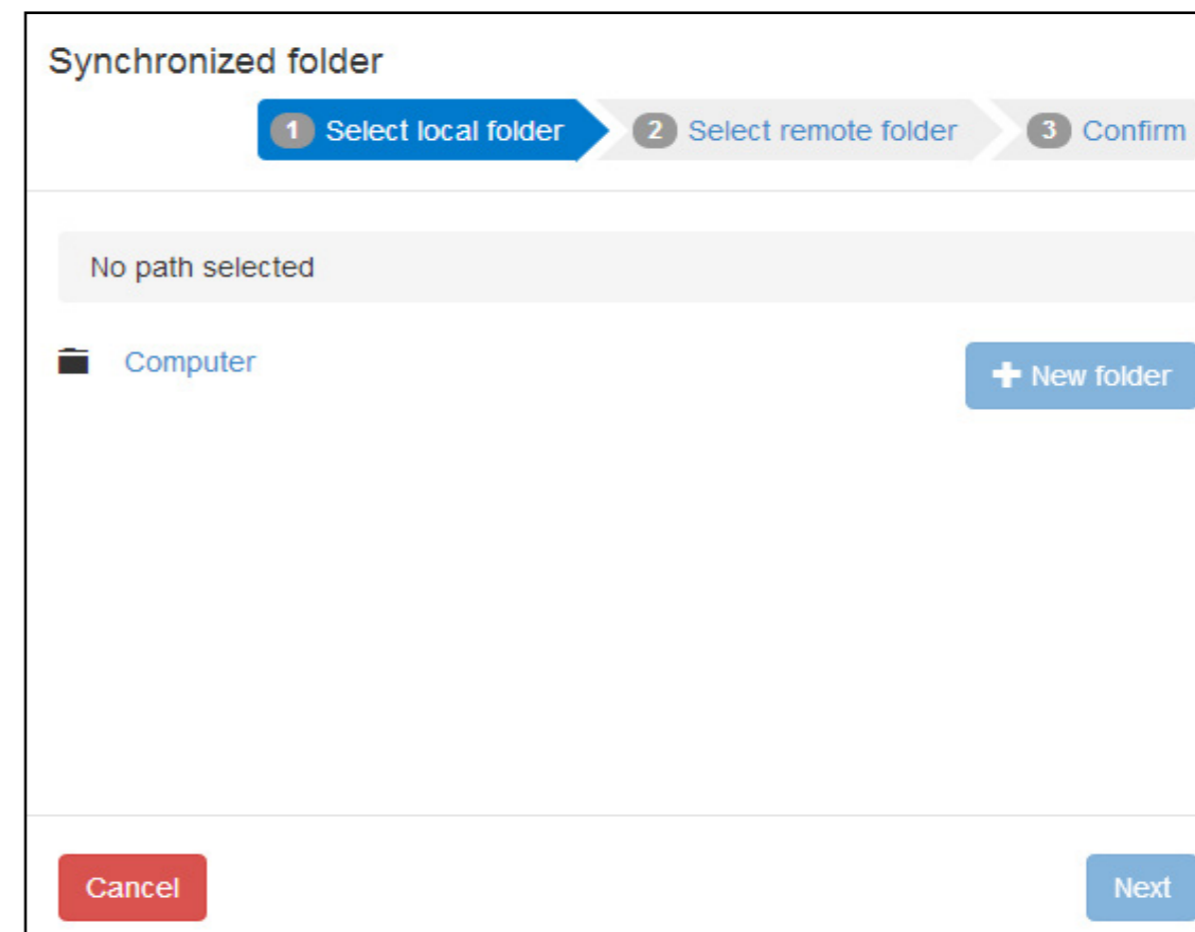 Synchronized folder
1 Select local folder 2 Select remote folder 3 Confirm
No path selected
Computer
New folder
Cancel Next